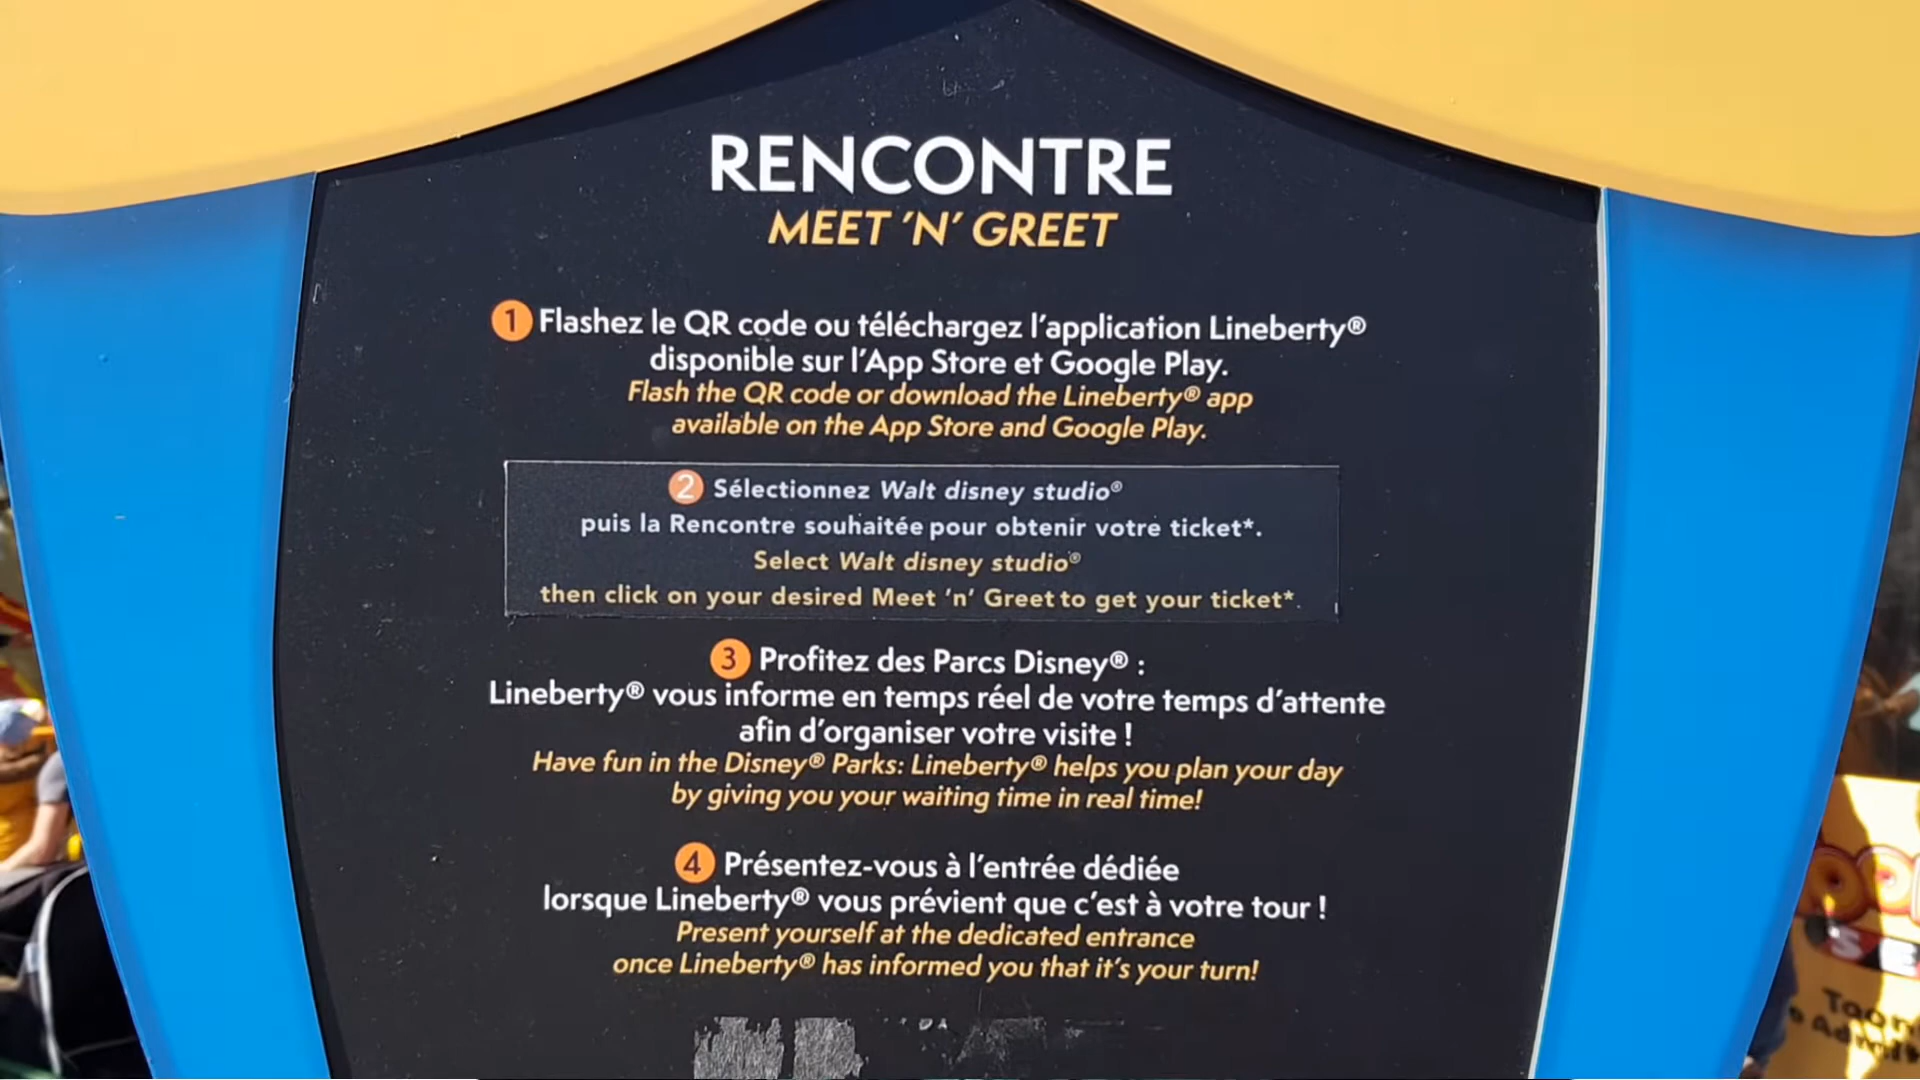 RENCONTRE
MEET ’N’ GREET
1 Flashez le QR code ou téléchargez l’application Lineberty®
disponible sur l’App Store et Google Play.
Flash the QR code or download the Lineberty® app
available on the App Store and Google Play.
2 Sélectionnez Walt disney studio®
puis la Rencontre souhaitée pour obtenir votre ticket*.
Select Walt disney studio®
then click on your desired Meet ’n’ Greet to get your ticket*.
3 Profitez des Parcs Disney® :
Lineberty® vous informe en temps réel de votre temps d’attente
afin d’organiser votre visite !
Have fun in the Disney® Parks: Lineberty® helps you plan your day
by giving you your waiting time in real time!
4 Présentez-vous à l’entrée dédiée
lorsque Lineberty® vous prévient que c’est à votre tour !
Present yourself at the dedicated entrance
once Lineberty® has informed you that it’s your turn!